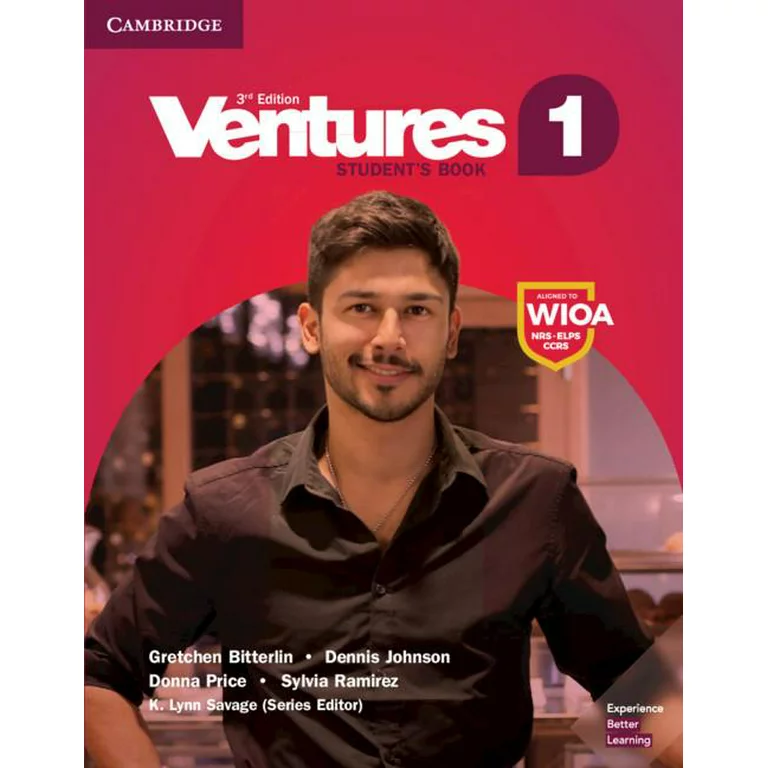 CAMBRIDGE
3rd Edition
Ventures 1
STUDENT'S BOOK
ALIGNED TO
WIOA
NRS - ELPS
CCRS
Gretchen Bitterlin • Dennis Johnson
Donna Price • Sylvia Ramirez
K. Lynn Savage (Series Editor)
Experience
Better
Learning